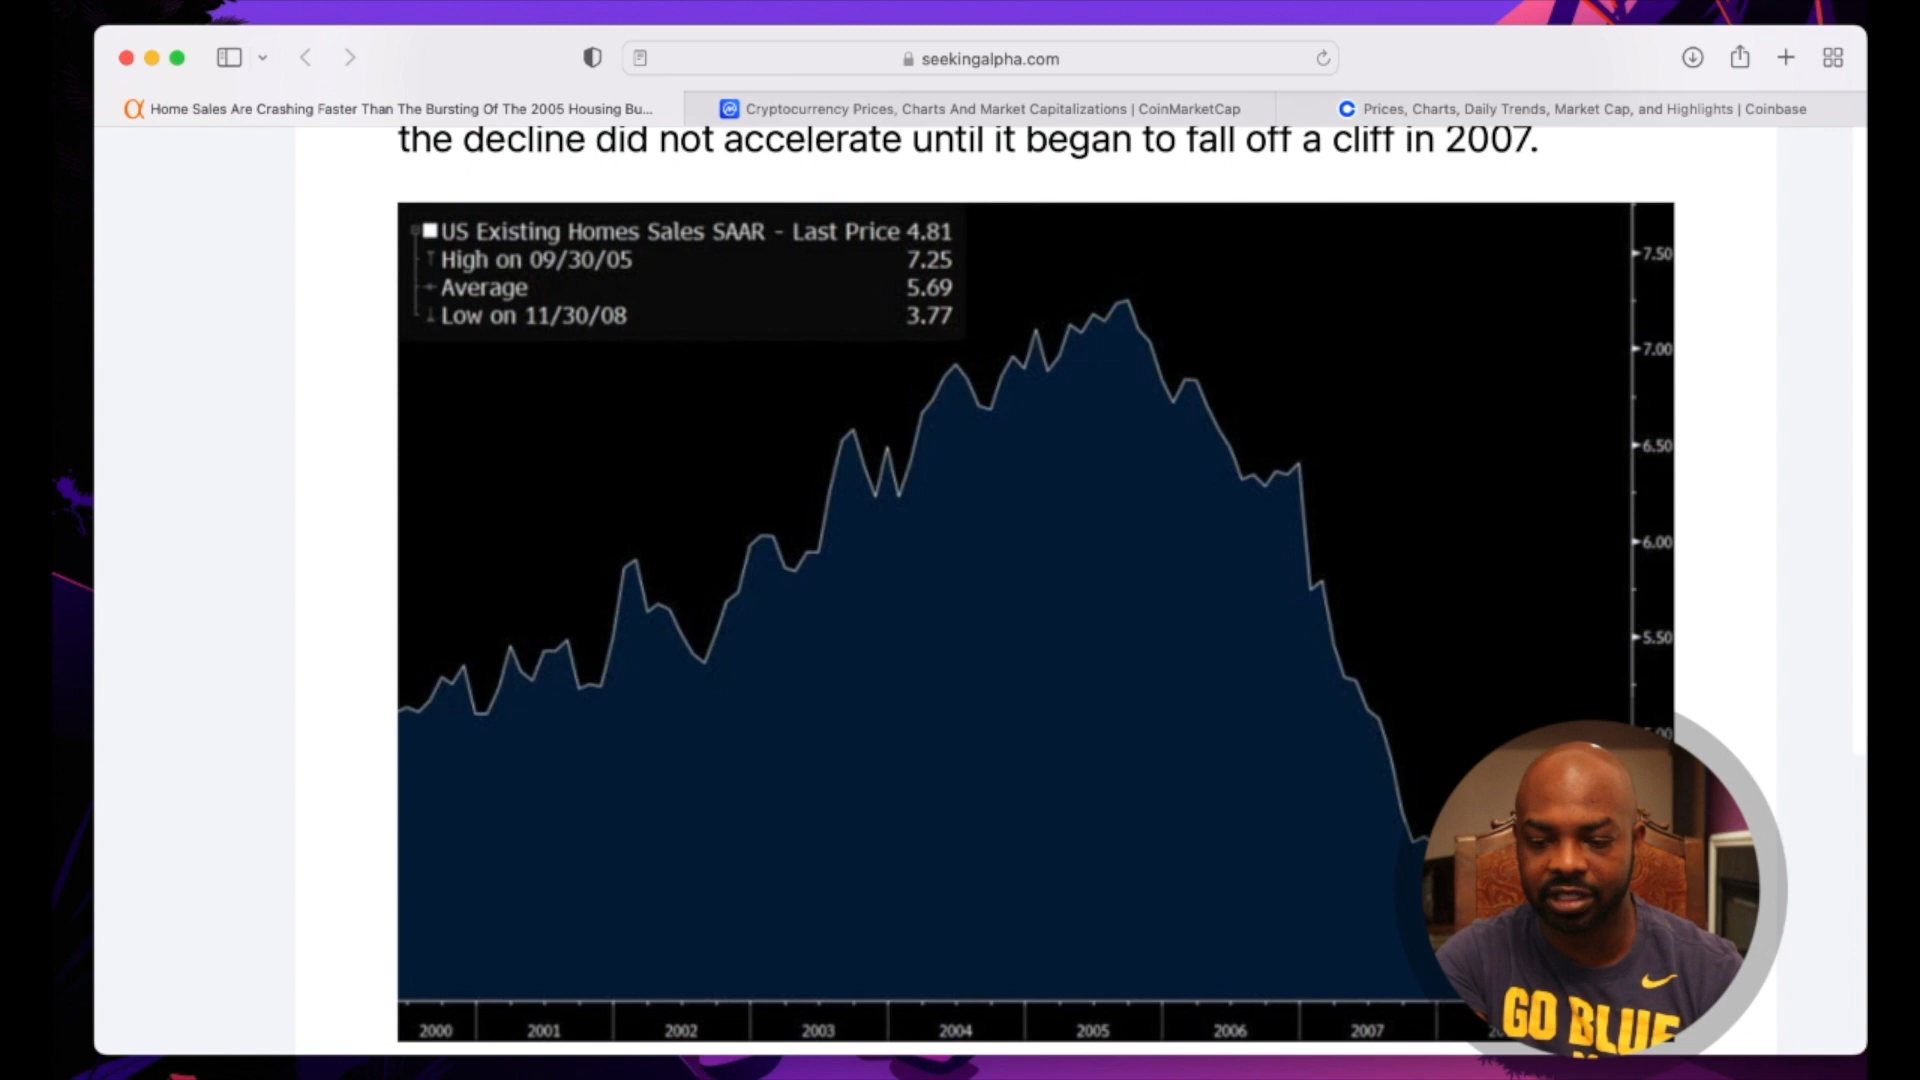 seekingalpha.com
Home Sales Are Crashing Faster Than The Bursting Of The 2005 Housing Bu...
Cryptocurrency Prices, Charts And Market Capitalizations | CoinMarketCap
Prices, Charts, Daily Trends, Market Cap, and Highlights | Coinbase
the decline did not accelerate until it began to fall off a cliff in 2007.
US Existing Homes Sales SAAR - Last Price 4.81
High on 09/30/05 7.25
Average 5.69
Low on 11/30/08 3.77
7.50
7.00
6.50
6.00
5.50
2000 2001 2002 2003 2004 2005 2006 2007
GO BLUE